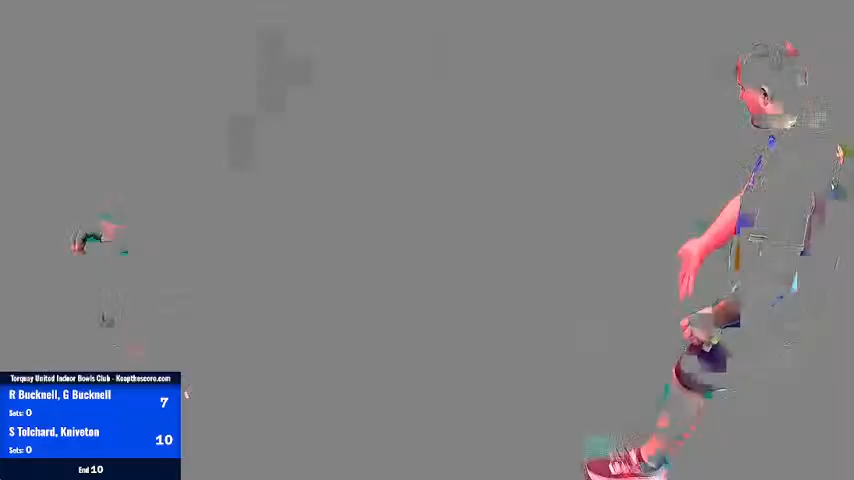 Torquay United Indoor Bowls Club - Keepthescore.com
R Bucknell, G Bucknell 7
Sets: 0
S Tolchard, Kniveton 10
Sets: 0
End 10